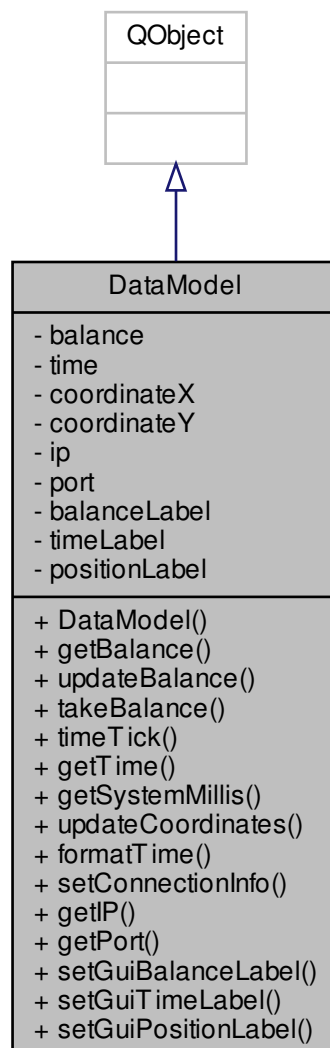 QObject
DataModel
- balance
- time
- coordinateX
- coordinateY
- ip
- port
- balanceLabel
- timeLabel
- positionLabel
+ DataModel()
+ getBalance()
+ updateBalance()
+ takeBalance()
+ timeTick()
+ getTime()
+ getSystemMillis()
+ updateCoordinates()
+ formatTime()
+ setConnectionInfo()
+ getIP()
+ getPort()
+ setGuiBalanceLabel()
+ setGuiTimeLabel()
+ setGuiPositionLabel()